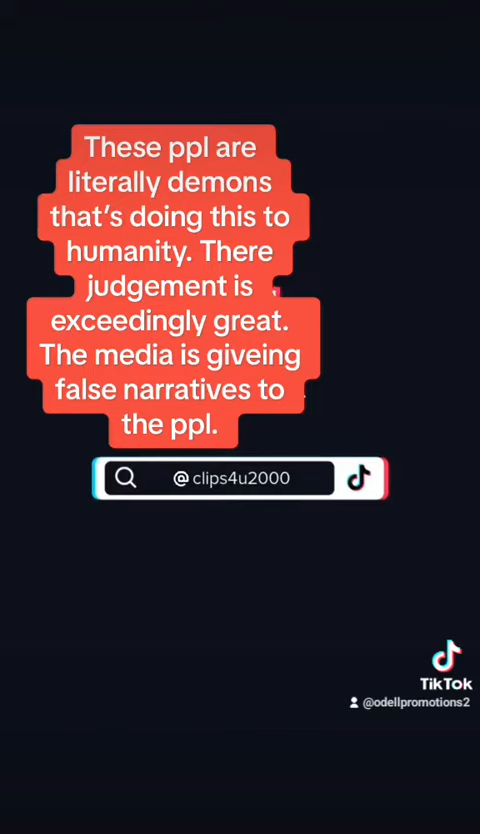 These ppl are
literally demons
that's doing this to
humanity. There
judgement is
exceedingly great.
The media is giveing
false narratives to
the ppl.
@clips4u2000
TikTok
@odellpromotions2